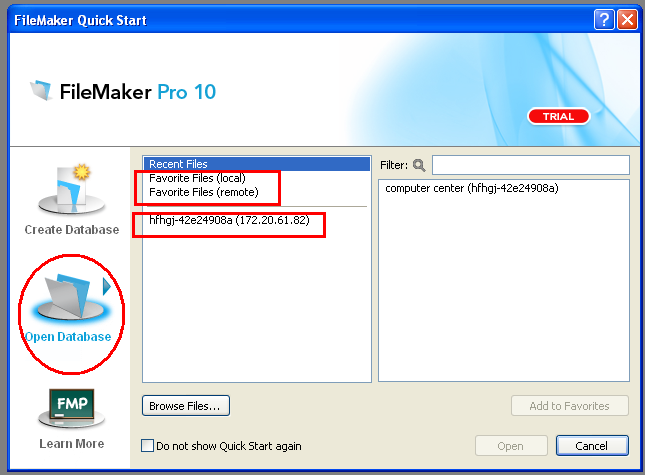 FileMaker Quick Start
FileMaker Pro 10
TRIAL
Create Database
Open Database
FMP
Learn More
Recent Files
Favorite Files (local)
Favorite Files (remote)
hfhgj-42e24908a (172.20.61.82)
Filter:
computer center (hfhgj-42e24908a)
Browse Files...
Add to Favorites
Do not show Quick Start again
Open
Cancel